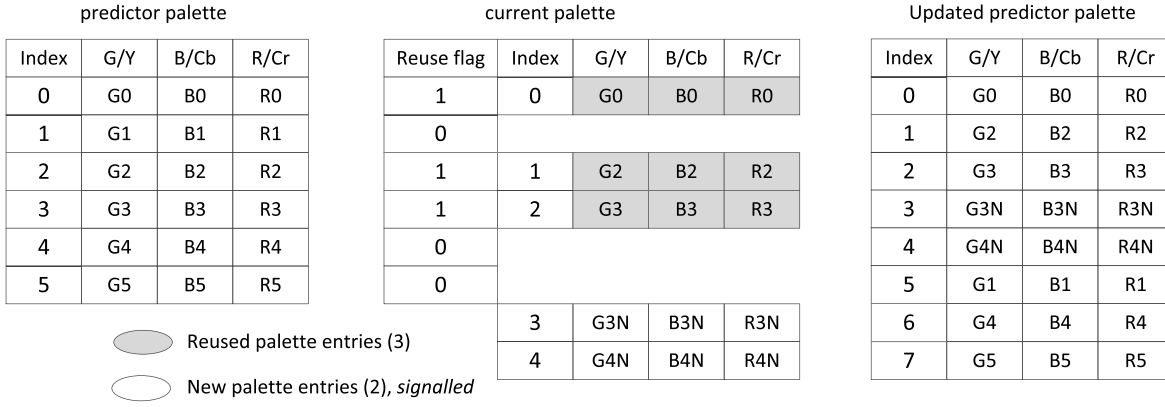 predictor palette
Index G/Y B/Cb R/Cr
0 G0 B0 R0
1 G1 B1 R1
2 G2 B2 R2
3 G3 B3 R3
4 G4 B4 R4
5 G5 B5 R5
current palette
Reuse flag Index G/Y B/Cb R/Cr
1 0 G0 B0 R0
0
1 1 G2 B2 R2
1 2 G3 B3 R3
0
0
3 G3N B3N R3N
4 G4N B4N R4N
Updated predictor palette
Index G/Y B/Cb R/Cr
0 G0 B0 R0
1 G2 B2 R2
2 G3 B3 R3
3 G3N B3N R3N
4 G4N B4N R4N
5 G1 B1 R1
6 G4 B4 R4
7 G5 B5 R5
Reused palette entries (3)
New palette entries (2), signalled